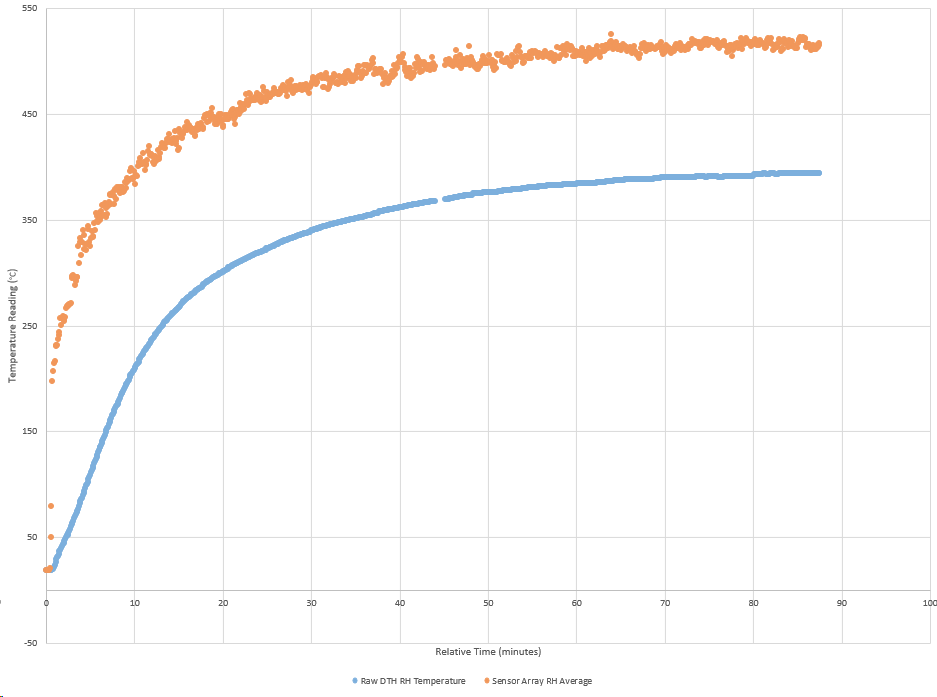 550
450
350
250
150
50
-50
Temperature Reading (°C)
0 10 20 30 40 50 60 70 80 90 100
Relative Time (minutes)
Raw DTH RH Temperature Sensor Array RH Average